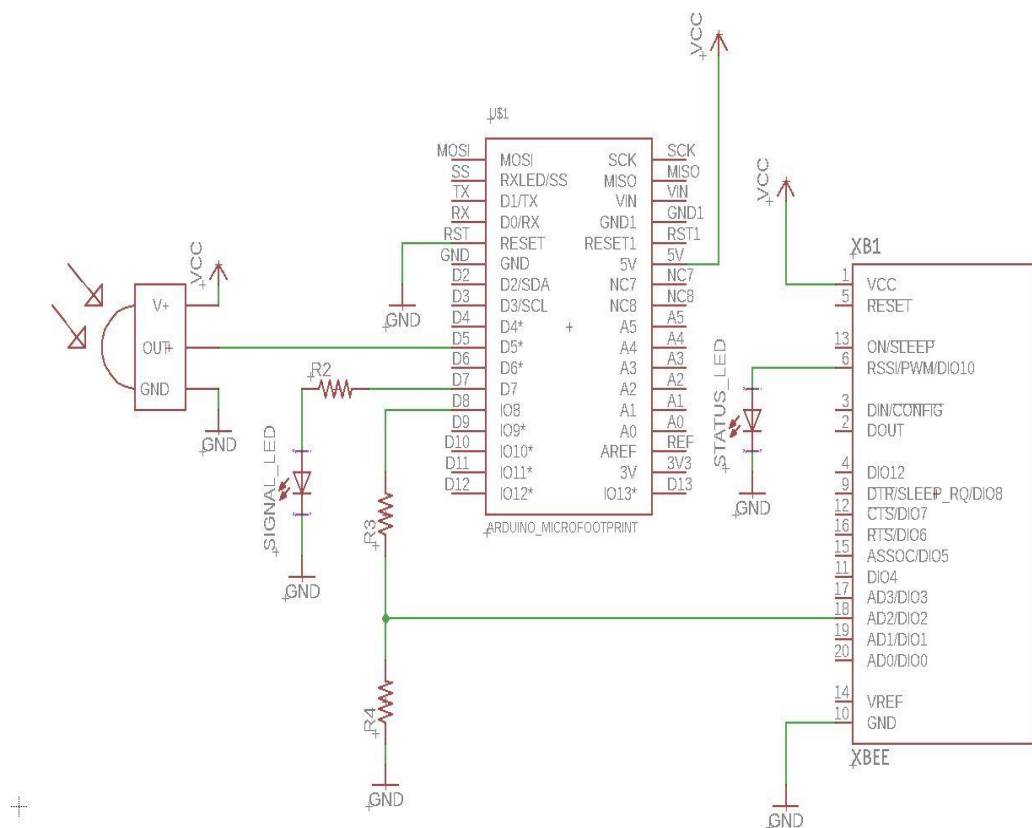 VCC
V+
OUT
GND
GND
R2
SIGNAL_LED
GND
GND
R3
R4
GND
U$1
MOSI
SS
TX
RX
RST
GND
D2
D3
D4
D5
D6
D7
D8
D9
D10
D11
D12
MOSI
RXLED/SS
D1/TX
D0/RX
RESET
GND
D2/SDA
D3/SCL
D4*
D5*
D6*
D7
IO8
IO9*
IO10*
IO11*
IO12*
SCK
MISO
VIN
GND1
RESET1
5V
NC7
NC8
A5
A4
A3
A2
A1
A0
AREF
3V
IO13*
SCK
MISO
VIN
GND1
RST1
5V
NC7
NC8
A5
A4
A3
A2
A1
A0
REF
3V3
D13
ARDUINO_MICROFOOTPRINT
VCC
VCC
STATUS_LED
GND
XB1
1 VCC
5 RESET
13 ON/SLEEP
6 RSSI/PWM/DIO10
3 DIN/CONFIG
2 DOUT
4 DIO12
9 DTR/SLEEP_RQ/DIO8
12 CTS/DIO7
16 RTS/DIO6
15 ASSOC/DIO5
11 DIO4
17 AD3/DIO3
18 AD2/DIO2
19 AD1/DIO1
20 AD0/DIO0
14 VREF
10 GND
XBEE
GND